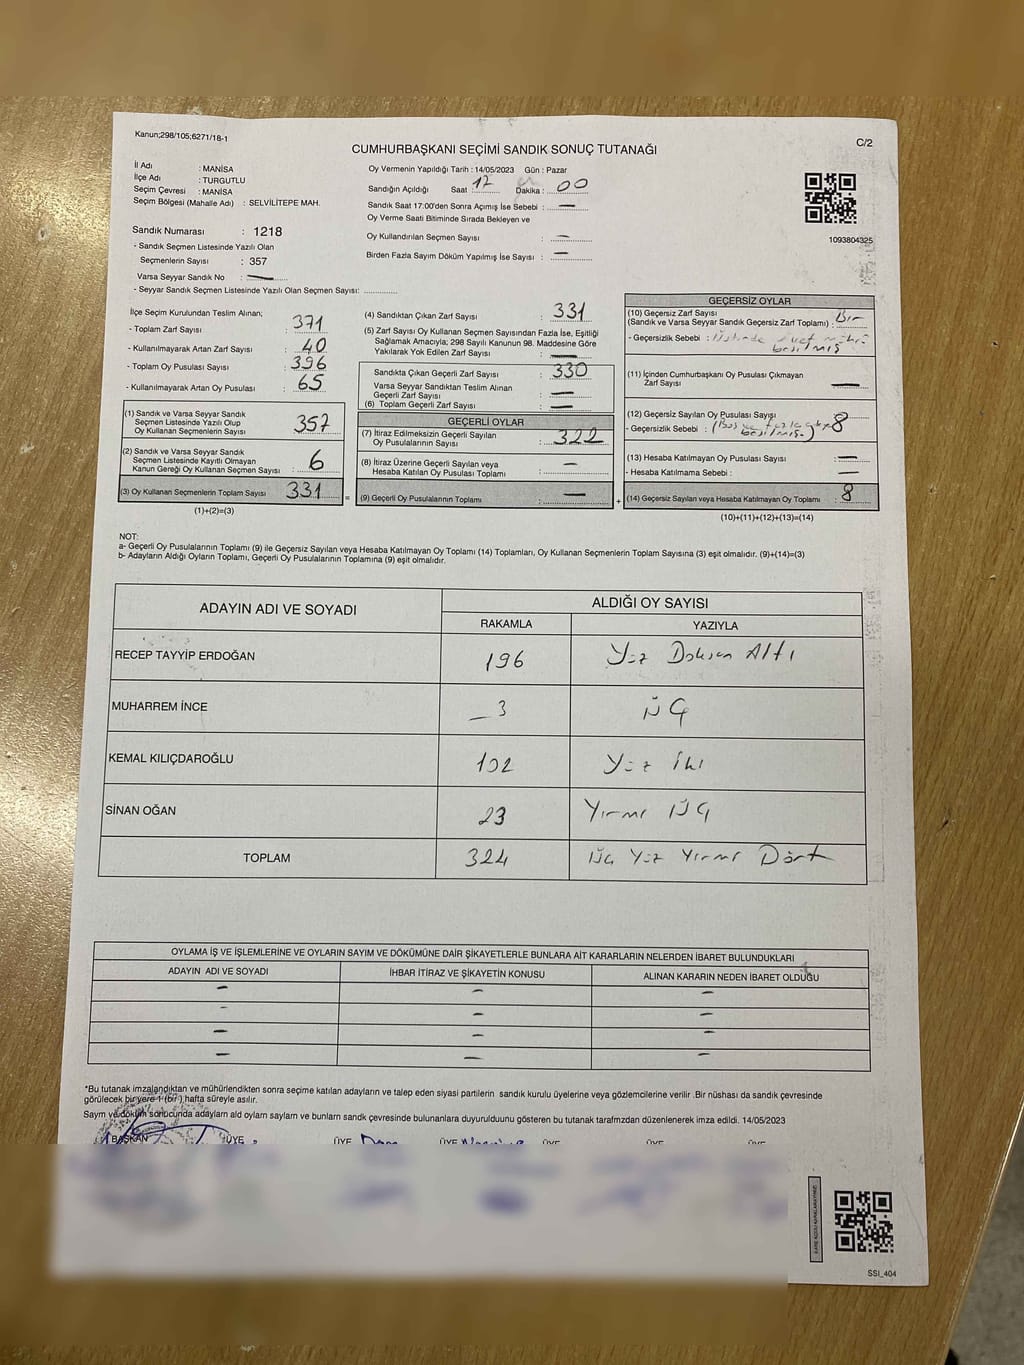 Kanun;298/105;6271/18-1
C/2
CUMHURBAŞKANI SEÇİMİ SANDIK SONUÇ TUTANAĞI
İl Adı : MANİSA
İlçe Adı : TURGUTLU
Seçim Çevresi : MANİSA
Seçim Bölgesi (Mahalle Adı) : SELVİLİTEPE MAH.
Oy Vermenin Yapıldığı Tarih : 14/05/2023 Gün : Pazar
Sandığın Açıldığı Saat : 17 Dakika : 00
Sandık Saat 17:00'den Sonra Açımış İse Sebebi : —
Oy Verme Saati Bitiminde Sırada Bekleyen ve
Oy Kullandırılan Seçmen Sayısı : —
Birden Fazla Sayım Döküm Yapılmış İse Sayısı : —
1093804325
Sandık Numarası : 1218
- Sandık Seçmen Listesinde Yazılı Olan
Seçmenlerin Sayısı : 357
Varsa Seyyar Sandık No : —
- Seyyar Sandık Seçmen Listesinde Yazılı Olan Seçmen Sayısı:
İlçe Seçim Kurulundan Teslim Alınan;
- Toplam Zarf Sayısı : 371
- Kullanılmayarak Artan Zarf Sayısı : 40
- Toplam Oy Pusulası Sayısı : 396
- Kullanılmayarak Artan Oy Pusulası : 65
(1) Sandık ve Varsa Seyyar Sandık
Seçmen Listesinde Yazılı Olup
Oy Kullanan Seçmenlerin Sayısı : 357
(2) Sandık ve Varsa Seyyar Sandık
Seçmen Listesinde Kayıtlı Olmayan
Kanun Gereği Oy Kullanan Seçmen Sayısı : 6
(3) Oy Kullanan Seçmenlerin Toplam Sayısı : 331 =
(1)+(2)=(3)
(4) Sandıktan Çıkan Zarf Sayısı : 331
(5) Zarf Sayısı Oy Kullanan Seçmen Sayısından Fazla İse, Eşitliği
Sağlamak Amacıyla; 298 Sayılı Kanunun 98. Maddesine Göre
Yakılarak Yok Edilen Zarf Sayısı : —
Sandıkta Çıkan Geçerli Zarf Sayısı : 330
Varsa Seyyar Sandıktan Teslim Alınan
Geçerli Zarf Sayısı : —
(6) Toplam Geçerli Zarf Sayısı : —
GEÇERLİ OYLAR
(7) İtiraz Edilmeksizin Geçerli Sayılan
Oy Pusulalarının Sayısı : 322
(8) İtiraz Üzerine Geçerli Sayılan veya
Hesaba Katılan Oy Pusulası Toplamı : —
(9) Geçerli Oy Pusulalarının Toplamı : — +
GEÇERSİZ OYLAR
(10) Geçersiz Zarf Sayısı
(Sandık ve Varsa Seyyar Sandık Geçersiz Zarf Toplamı) : Bir
- Geçersizlik Sebebi : Üstünde evet mührü
basılmış
(11) İçinden Cumhurbaşkanı Oy Pusulası Çıkmayan
Zarf Sayısı —
(12) Geçersiz Sayılan Oy Pusulası Sayısı : 8
- Geçersizlik Sebebi : basılmış.)
(13) Hesaba Katılmayan Oy Pusulası Sayısı : —
- Hesaba Katılmama Sebebi : —
(14) Geçersiz Sayılan veya Hesaba Katılmayan Oy Toplamı : 8
(10)+(11)+(12)+(13)=(14)
NOT:
a- Geçerli Oy Pusulalarının Toplamı (9) ile Geçersiz Sayılan veya Hesaba Katılmayan Oy Toplamı (14) Toplamları, Oy Kullanan Seçmenlerin Toplam Sayısına (3) eşit olmalıdır. (9)+(14)=(3)
b- Adayların Aldığı Oyların Toplamı, Geçerli Oy Pusulalarının Toplamına (9) eşit olmalıdır.
ADAYIN ADI VE SOYADI ALDIĞI OY SAYISI
RAKAMLA YAZIYLA
RECEP TAYYİP ERDOĞAN 196 Yüz Doksan Altı
MUHARREM İNCE _3 ÜÇ
KEMAL KILIÇDAROĞLU 102 Yüz İki
SİNAN OĞAN 23 Yirmi ÜÇ
TOPLAM 324 Üç Yüz Yirmi Dört
OYLAMA İŞ VE İŞLEMLERİNE VE OYLARIN SAYIM VE DÖKÜMÜNE DAİR ŞİKAYETLERLE BUNLARA AİT KARARLARIN NELERDEN İBARET BULUNDUKLARI
ADAYIN ADI VE SOYADI İHBAR İTİRAZ VE ŞİKAYETİN KONUSU ALINAN KARARIN NEDEN İBARET OLDUĞU
— — —
— — —
— — —
— — —
*Bu tutanak imzalandıktan ve mühürlendikten sonra seçime katılan adayların ve talep eden siyasi partilerin sandık kurulu üyelerine veya gözlemcilerine verilir .Bir nüshası da sandık çevresinde
görülecek bir yere 1 (bir) hafta süreyle asılır.
Sayım ve döküm sonucunda adayların ald oyların sayların ve bunların sandık çevresinde bulunanlara duyurulduunu gösteren bu tutanak tarafmzdan düzenlenerek imza edildi. 14/05/2023
BAŞKAN ÜYE ÜYE ÜYE ÜYE ÜYE ÜYE
SSI_404